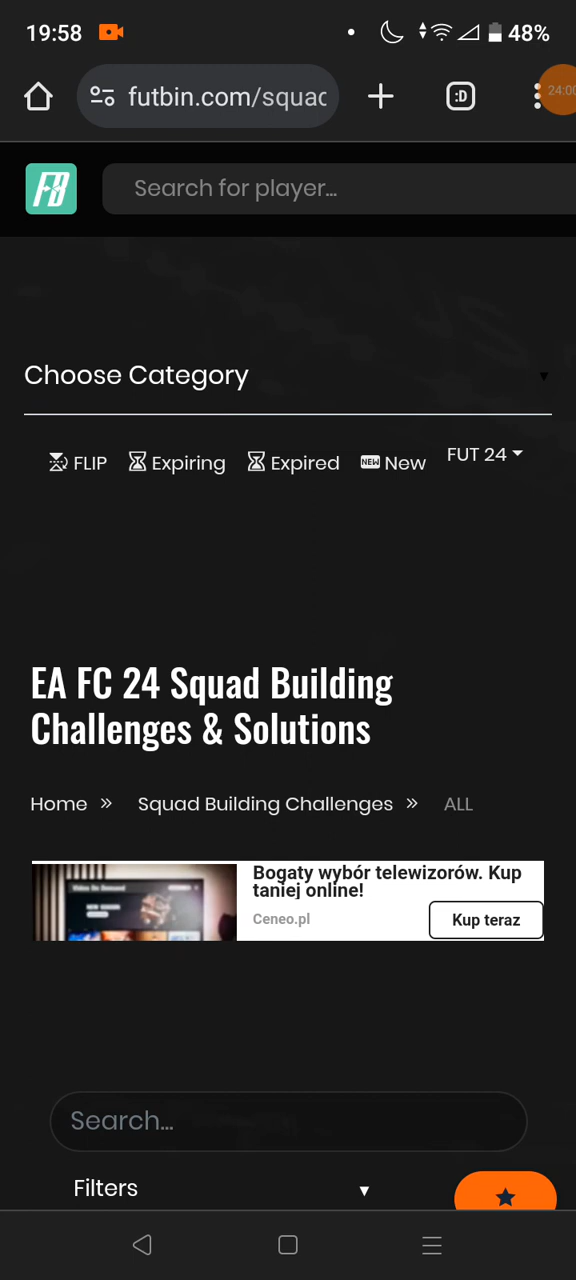 19:58
48%
futbin.com/squad
:D
24:00
FB
Search for player...
Choose Category
FLIP
Expiring
Expired
NEW New
FUT 24
EA FC 24 Squad Building
Challenges & Solutions
Home » Squad Building Challenges » ALL
Bogaty wybór telewizorów. Kup
taniej online!
Ceneo.pl
Kup teraz
Search...
Filters